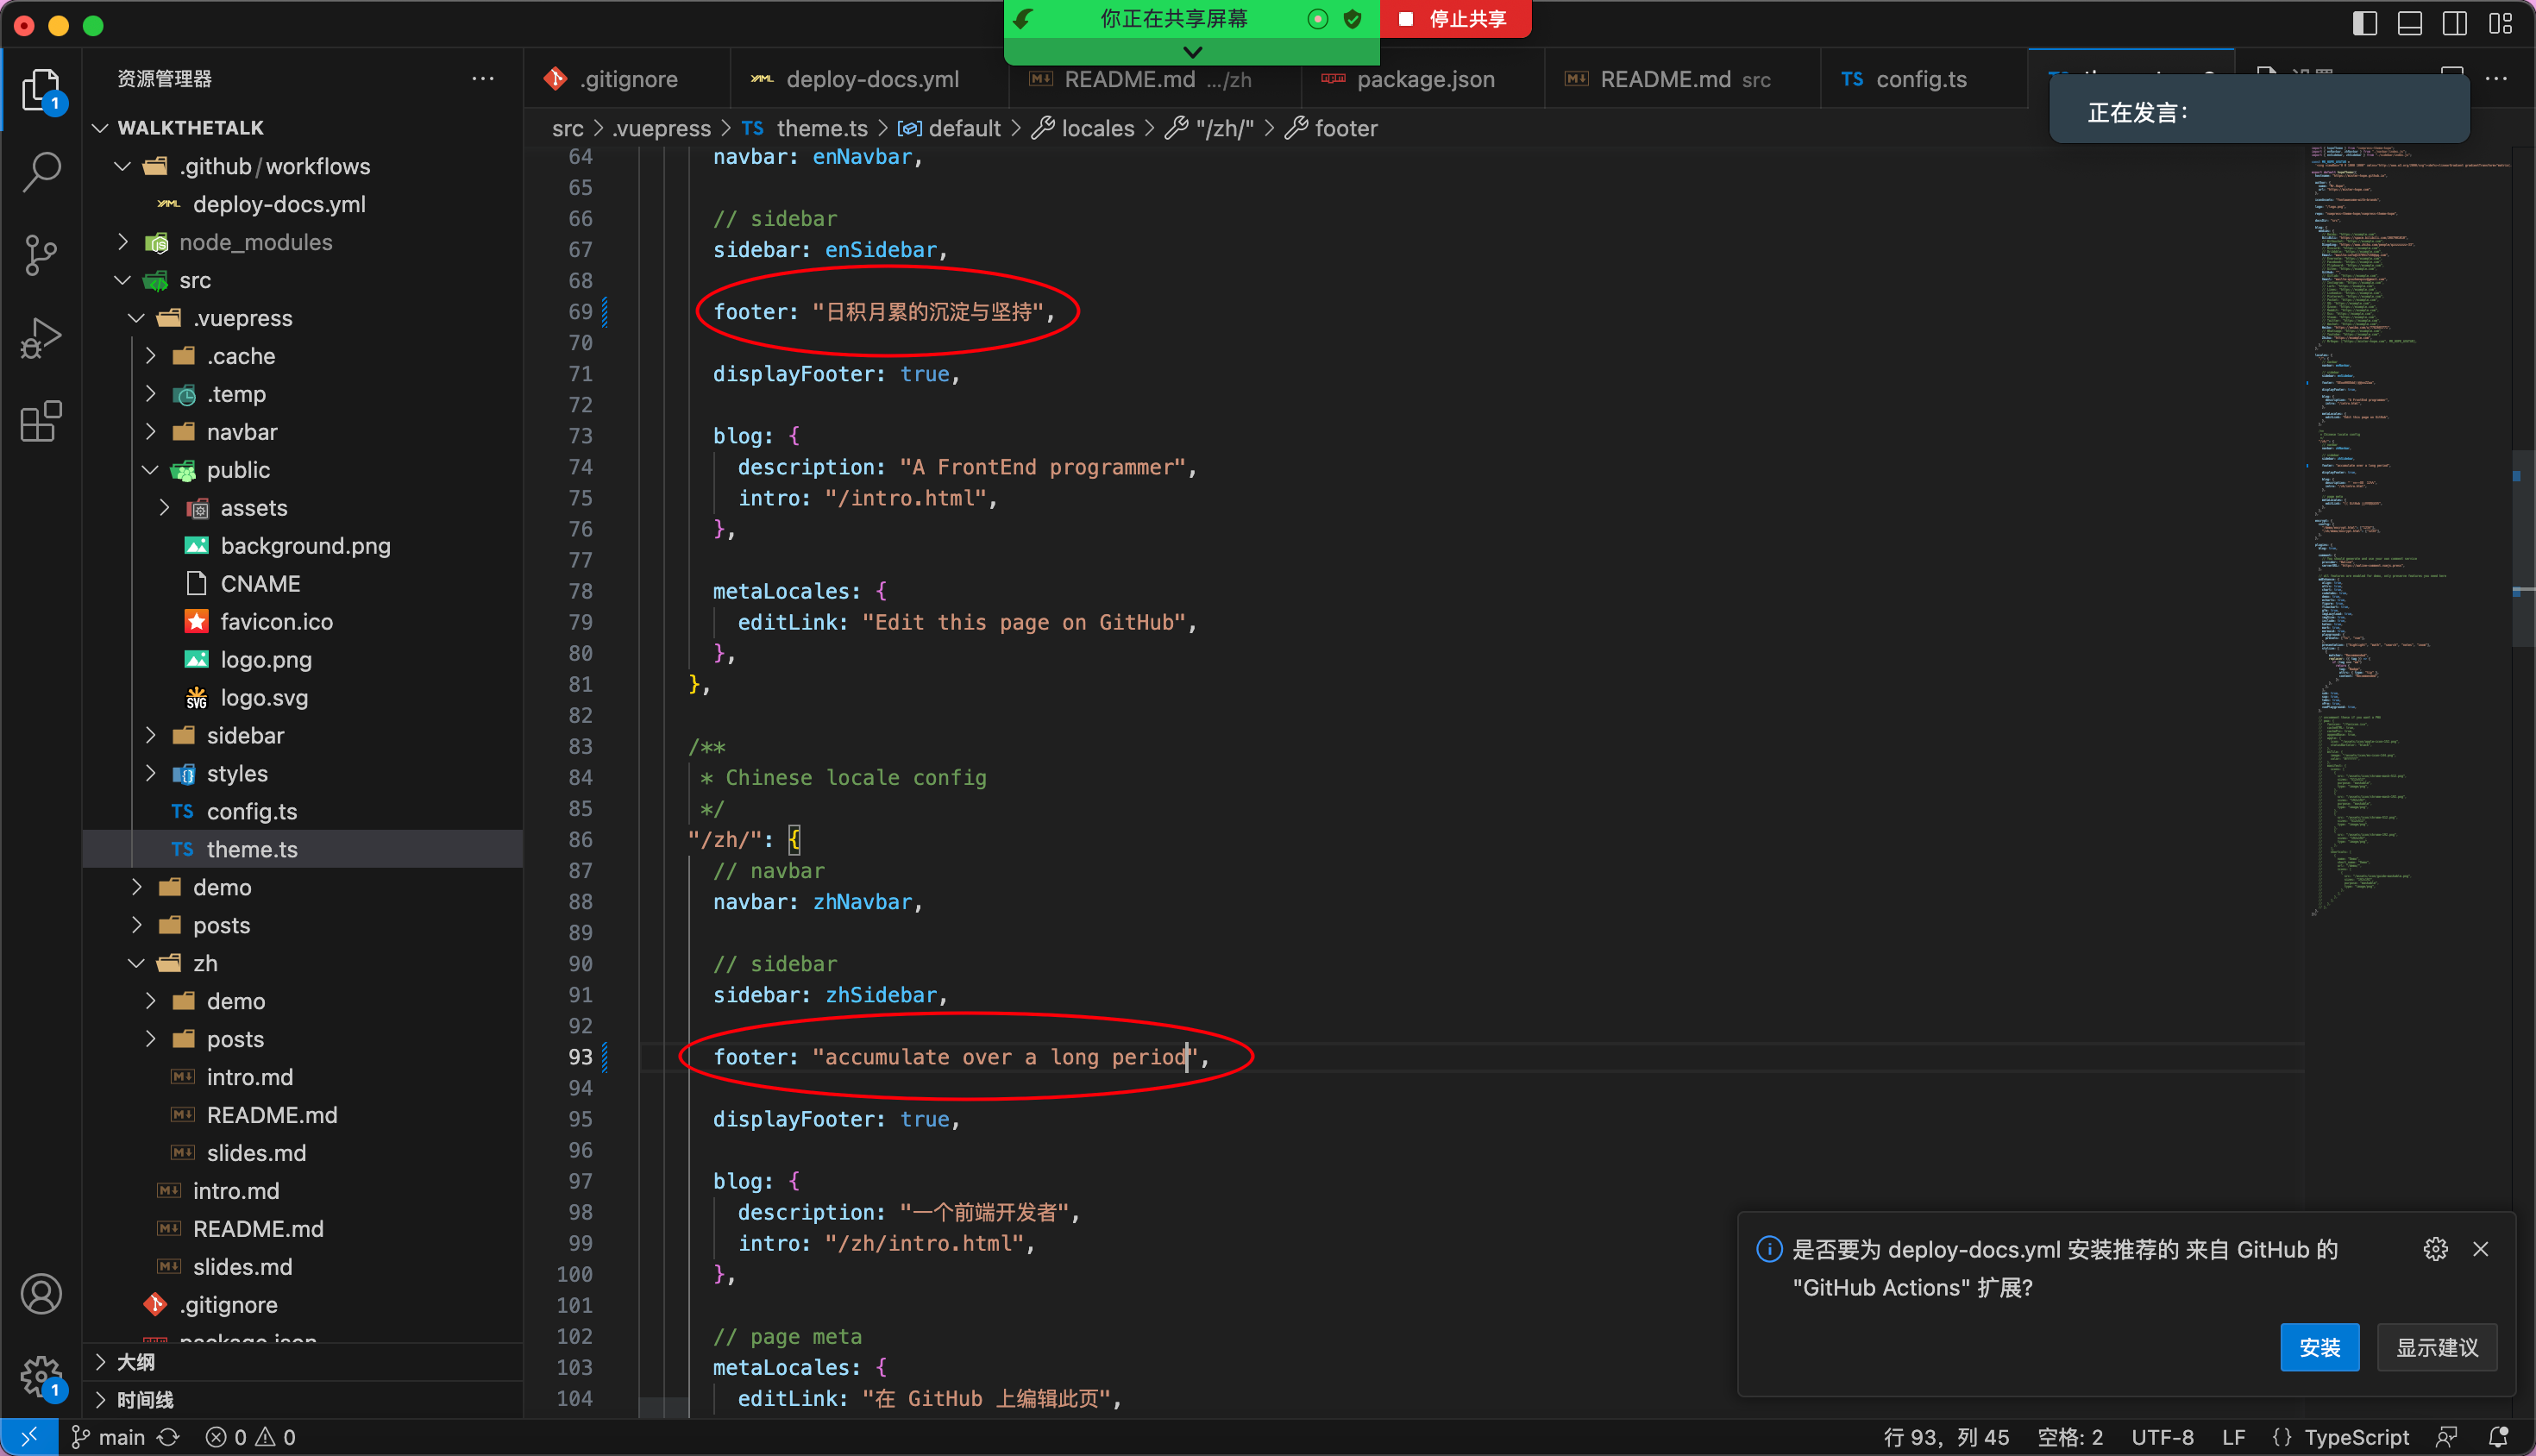 你正在共享屏幕
停止共享
资源管理器
.gitignore
deploy-docs.yml
README.md .../zh
package.json
README.md src
TS config.ts
正在发言:
1
WALKTHETALK
src > .vuepress > TS theme.ts > default > locales > "/zh/" > footer
.github/workflows
deploy-docs.yml
node_modules
src
.vuepress
.cache
.temp
navbar
public
assets
background.png
CNAME
favicon.ico
logo.png
logo.svg
sidebar
styles
TS config.ts
TS theme.ts
demo
posts
zh
demo
posts
intro.md
README.md
slides.md
intro.md
README.md
slides.md
.gitignore
package.json
大纲
时间线
1
64 navbar: enNavbar,
65
66 // sidebar
67 sidebar: enSidebar,
68
69 footer: "日积月累的沉淀与坚持",
70
71 displayFooter: true,
72
73 blog: {
74 description: "A FrontEnd programmer",
75 intro: "/intro.html",
76 },
77
78 metaLocales: {
79 editLink: "Edit this page on GitHub",
80 },
81 },
82
83 /**
84 * Chinese locale config
85 */
86 "/zh/": {
87 // navbar
88 navbar: zhNavbar,
89
90 // sidebar
91 sidebar: zhSidebar,
92
93 footer: "accumulate over a long period",
94
95 displayFooter: true,
96
97 blog: {
98 description: "一个前端开发者",
99 intro: "/zh/intro.html",
100 },
101
102 // page meta
103 metaLocales: {
104 editLink: "在 GitHub 上编辑此页",
是否要为 deploy-docs.yml 安装推荐的 来自 GitHub 的
"GitHub Actions" 扩展?
安装
显示建议
main
0 0
行 93，列 45
空格: 2
UTF-8
LF
{ } TypeScript